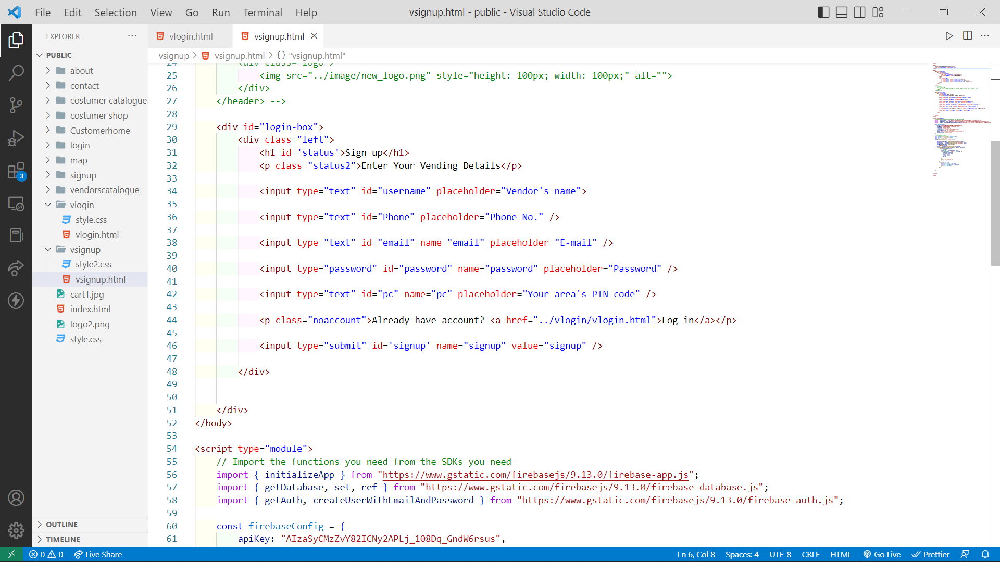 File Edit Selection View Go Run Terminal Help
vsignup.html - public - Visual Studio Code
EXPLORER
vlogin.html
vsignup.html
PUBLIC
about
contact
costumer catalogue
costumer shop
Customerhome
login
map
signup
vendorscatalogue
vlogin
style.css
vlogin.html
vsignup
style2.css
vsignup.html
cart1.jpg
index.html
logo2.png
style.css
OUTLINE
TIMELINE
3
vsignup > vsignup.html > {} "vsignup.html"
24 <div class="logo">
25 <img src="../image/new_logo.png" style="height: 100px; width: 100px;" alt="">
26 </div>
27 </header> -->
28
29 <div id="login-box">
30 <div class="left">
31 <h1 id='status'>Sign up</h1>
32 <p class="status2">Enter Your Vending Details</p>
33
34 <input type="text" id="username" placeholder="Vendor's name">
35
36 <input type="text" id="Phone" placeholder="Phone No." />
37
38 <input type="text" id="email" name="email" placeholder="E-mail" />
39
40 <input type="password" id="password" name="password" placeholder="Password" />
41
42 <input type="text" id="pc" name="pc" placeholder="Your area's PIN code" />
43
44 <p class="noaccount">Already have account? <a href="../vlogin/vlogin.html">Log in</a></p>
45
46 <input type="submit" id='signup' name="signup" value="signup" />
47
48 </div>
49
50
51 </div>
52 </body>
53
54 <script type="module">
55 // Import the functions you need from the SDKs you need
56 import { initializeApp } from "https://www.gstatic.com/firebasejs/9.13.0/firebase-app.js";
57 import { getDatabase, set, ref } from "https://www.gstatic.com/firebasejs/9.13.0/firebase-database.js";
58 import { getAuth, createUserWithEmailAndPassword } from "https://www.gstatic.com/firebasejs/9.13.0/firebase-auth.js";
59
60 const firebaseConfig = {
61 apiKey: "AIzaSyCMzZvY82ICNy2APLj_108Dq_GndW6rsus",
0 0 Live Share
Ln 6, Col 8 Spaces: 4 UTF-8 CRLF HTML Go Live Prettier